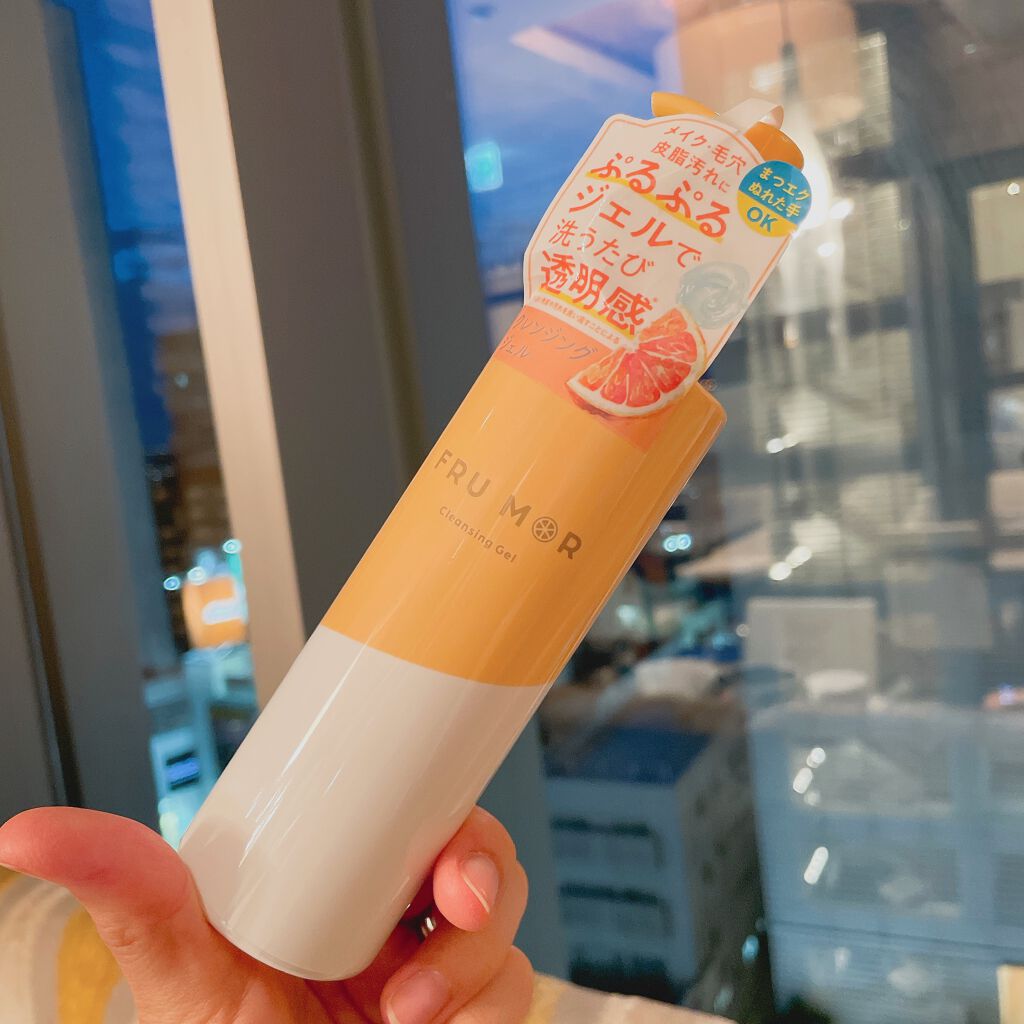 メイク・毛穴
皮脂汚れに
ぷるぷる
ジェルで
洗うたび
透明感
まつエク
ぬれた手
OK
クレンジング
ジェル
FRU MOR
Cleansing Gel